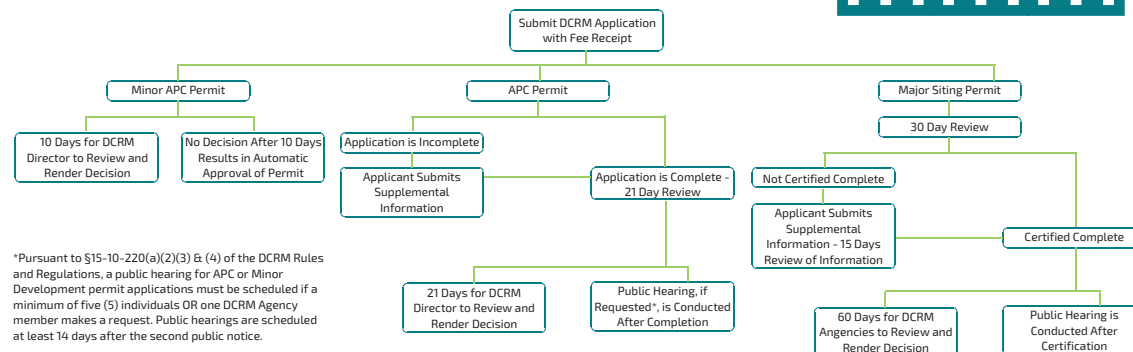 Submit DCRM Application
with Fee Receipt
Minor APC Permit
APC Permit
Major Siting Permit
10 Days for DCRM
Director to Review and
Render Decision
No Decision After 10 Days
Results in Automatic
Approval of Permit
Application is Incomplete
Applicant Submits
Supplemental
Information
Application is Complete -
21 Day Review
30 Day Review
Not Certified Complete
Applicant Submits
Supplemental
Information - 15 Days
Review of Information
Certified Complete
21 Days for DCRM
Director to Review and
Render Decision
Public Hearing, if
Requested*, is Conducted
After Completion
60 Days for DCRM
Angencies to Review and
Render Decision
Public Hearing is
Conducted After
Certification
*Pursuant to §15-10-220(a)(2)(3) & (4) of the DCRM Rules
and Regulations, a public hearing for APC or Minor
Development permit applications must be scheduled if a
minimum of five (5) individuals OR one DCRM Agency
member makes a request. Public hearings are scheduled
at least 14 days after the second public notice.